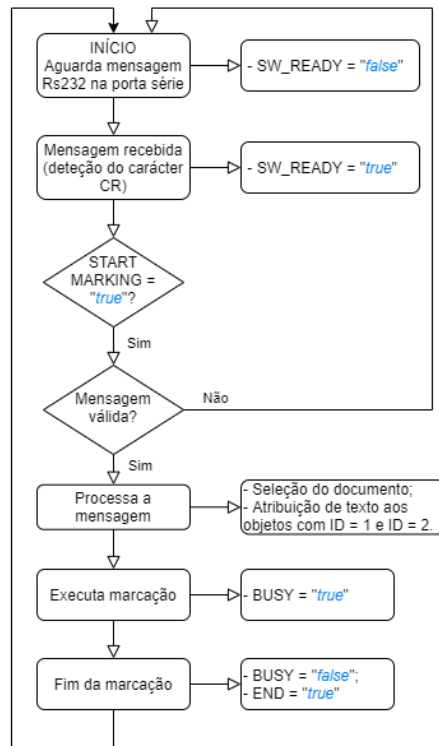 INÍCIO
Aguarda mensagem
Rs232 na porta série
- SW_READY = "false"
Mensagem recebida
(deteção do carácter
CR)
- SW_READY = "true"
START
MARKING =
"true"?
Sim
Mensagem
válida?
Não
Sim
Processa a
mensagem
- Seleção do documento;
- Atribuição de texto aos
objetos com ID = 1 e ID = 2.
Executa marcação
- BUSY = "true"
Fim da marcação
- BUSY = "false";
- END = "true"